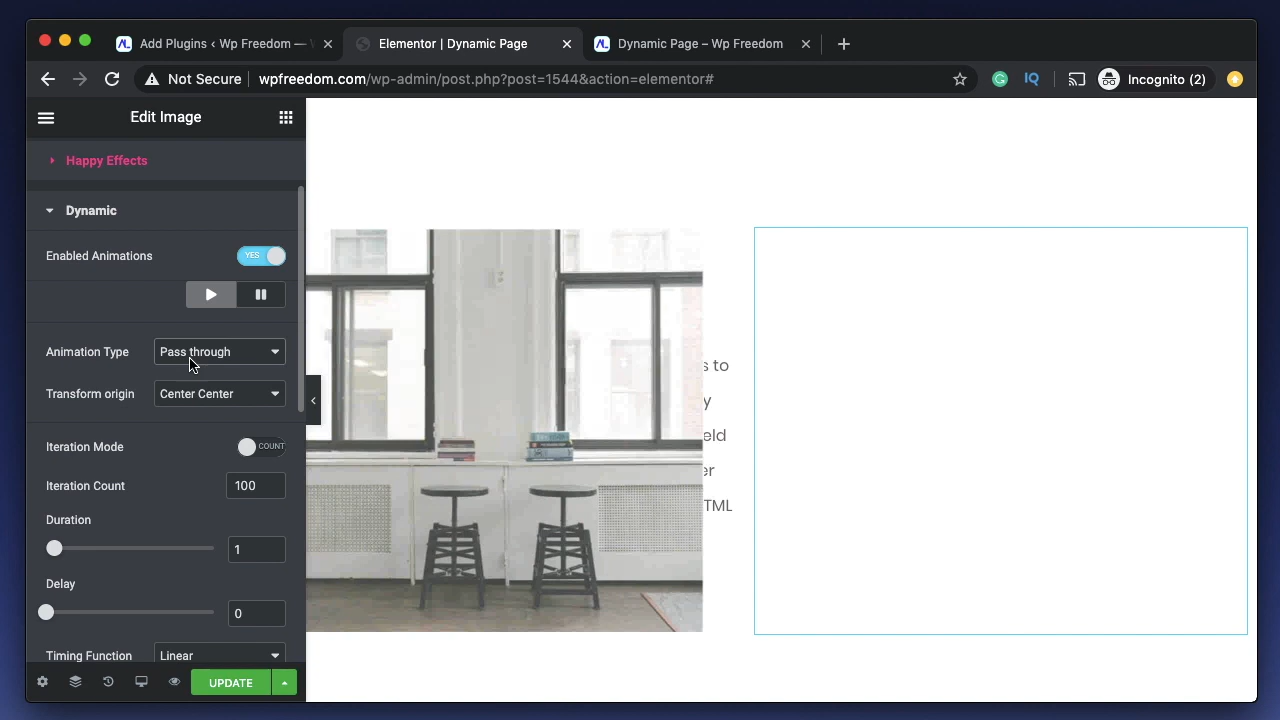 Add Plugins ‹ Wp Freedom —
Elementor | Dynamic Page
Dynamic Page – Wp Freedom
Not Secure
wpfreedom.com/wp-admin/post.php?post=1544&action=elementor#
IQ
Incognito (2)
Edit Image
Happy Effects
Dynamic
Enabled Animations
YES
Animation Type
Pass through
Transform origin
Center Center
Iteration Mode
COUNT
Iteration Count
100
Duration
1
Delay
0
Timing Function
Linear
UPDATE
s to
y
eld
er
TML